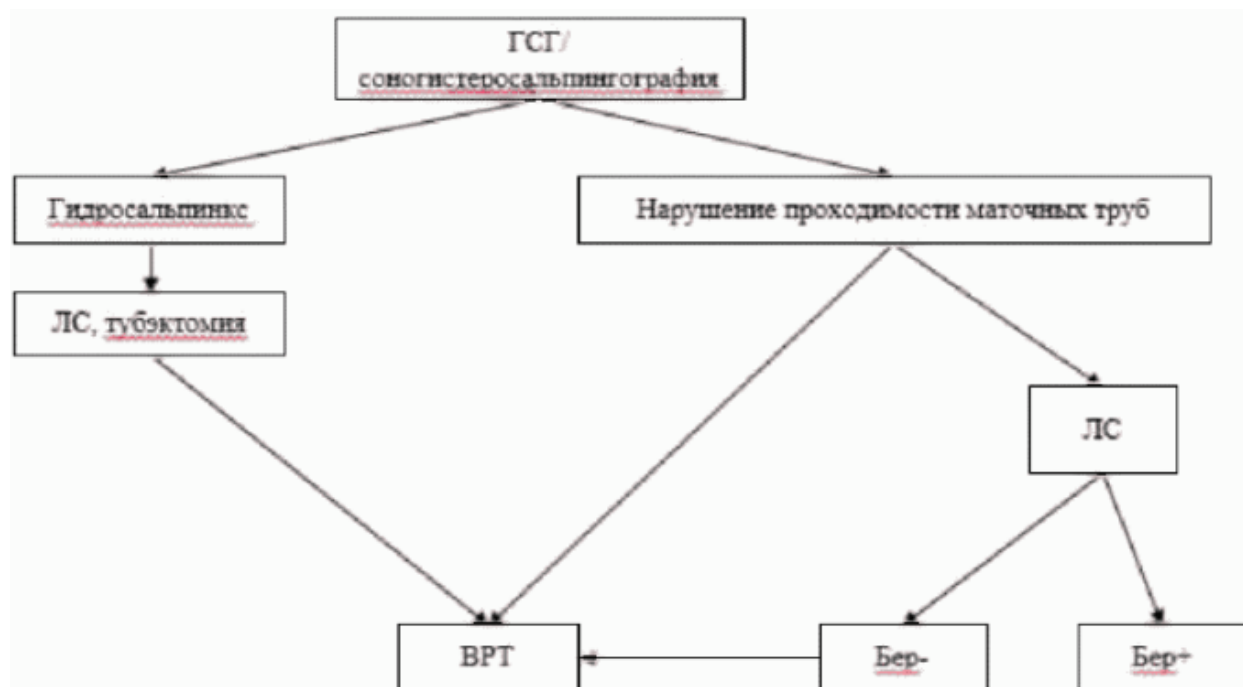 ГСГ/
соногистеросальпингография
Гидросальпинкс
Нарушение проходимости маточных труб
ЛС, тубэктомия
ЛС
ВРТ
Бер-
Бер+